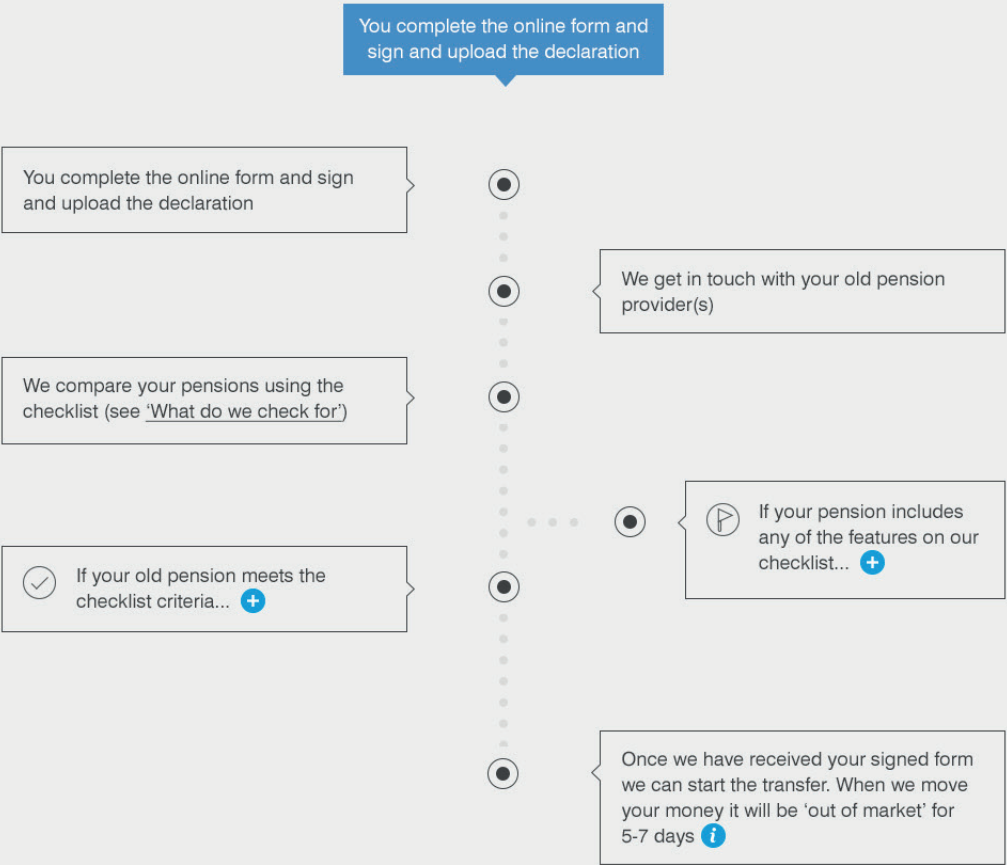 You complete the online form and
sign and upload the declaration
You complete the online form and sign
and upload the declaration
We get in touch with your old pension
provider(s)
We compare your pensions using the
checklist (see ‘What do we check for’)
If your pension includes
any of the features on our
checklist...
If your old pension meets the
checklist criteria...
Once we have received your signed form
we can start the transfer. When we move
your money it will be ‘out of market’ for
5-7 days